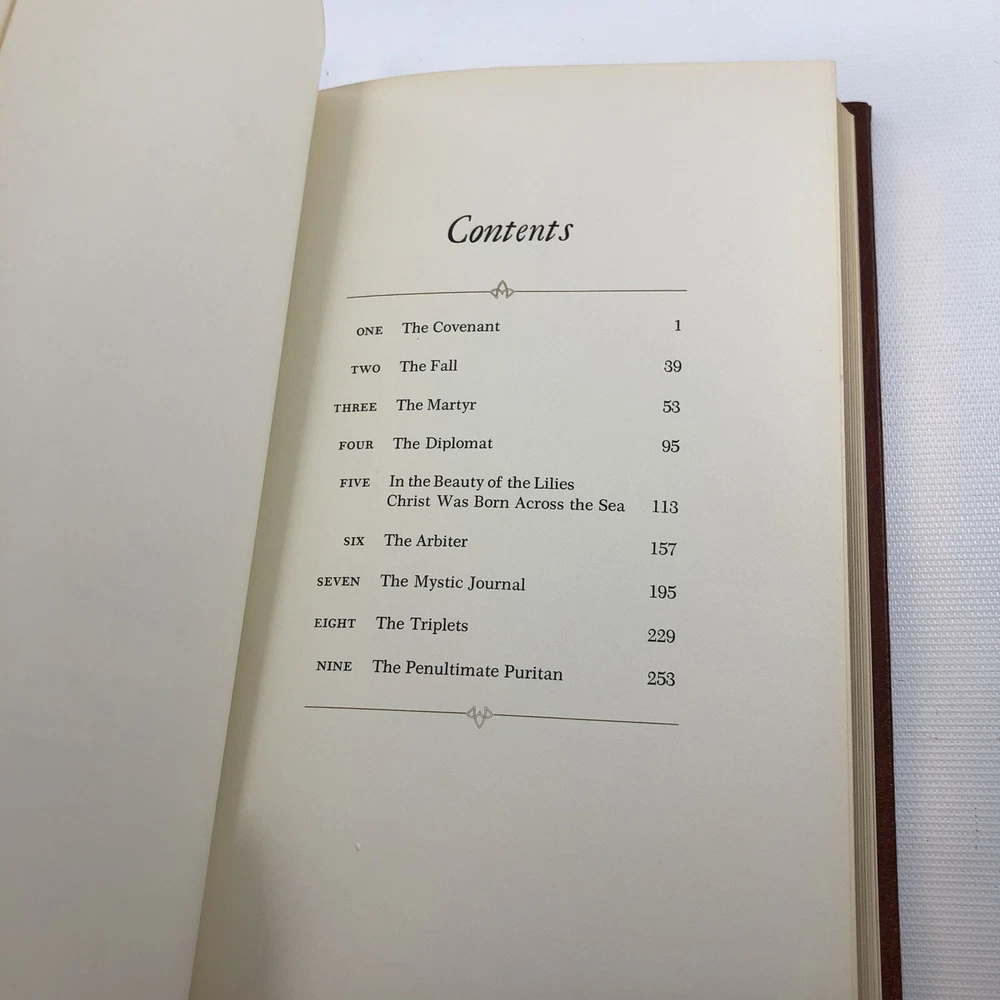 Contents
ONE The Covenant 1
TWO The Fall 39
THREE The Martyr 53
FOUR The Diplomat 95
FIVE In the Beauty of the Lilies
Christ Was Born Across the Sea 113
SIX The Arbiter 157
SEVEN The Mystic Journal 195
EIGHT The Triplets 229
NINE The Penultimate Puritan 253